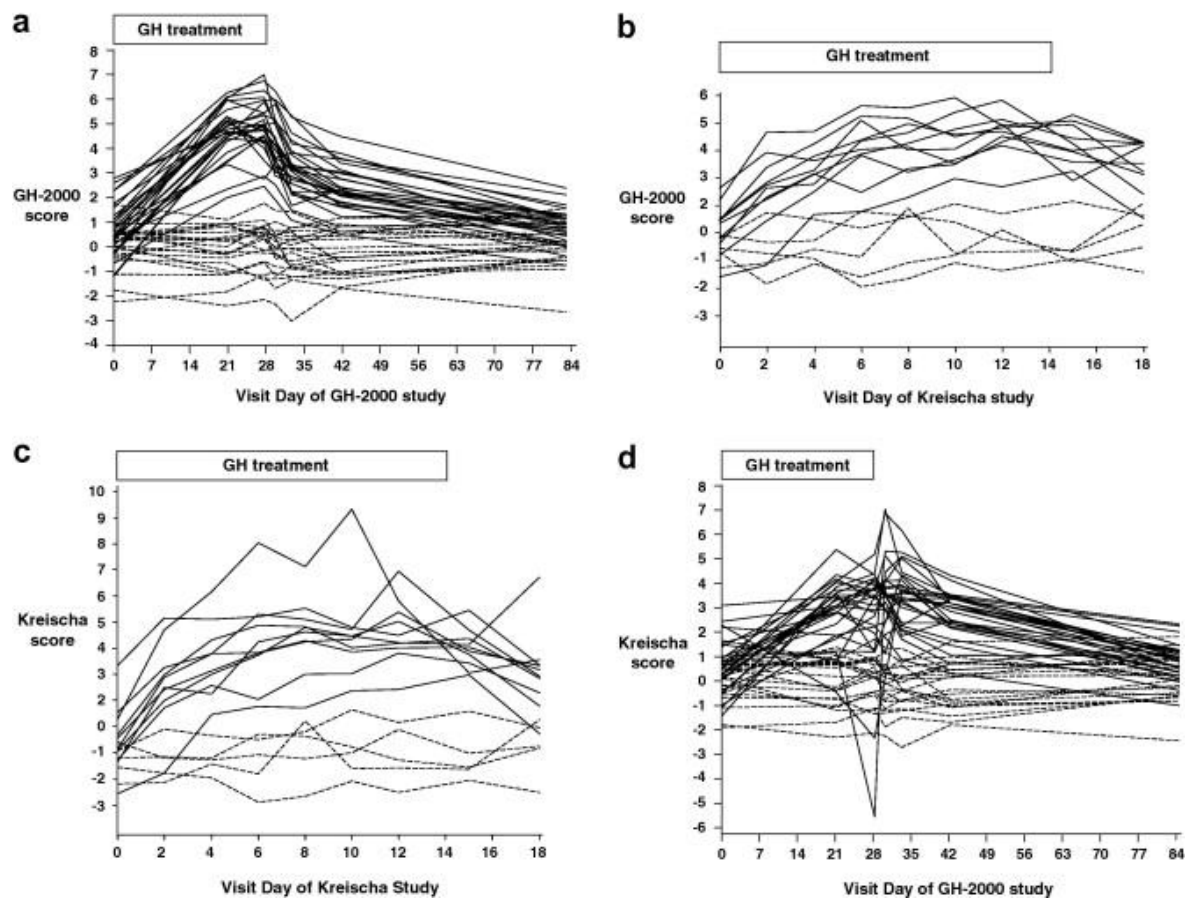 a
GH treatment
8
7
6
5
4
3
2
1
0
-1
-2
-3
-4
GH-2000
score
0 7 14 21 28 35 42 49 56 63 70 77 84
Visit Day of GH-2000 study
b
GH treatment
6
5
4
3
2
0
-1
-2
-3
GH-2000
score
0 2 4 6 8 10 12 14 16 18
Visit Day of Kreischa study
c
GH treatment
10
9
8
7
6
5
4
3
2
0
-1
-2
-3
Kreischa
score
0 2 4 6 8 10 12 14 16 18
Visit Day of Kreischa Study
d
GH treatment
8
7
6
5
4
3
2
1
0
-1
-2
-3
-4
-5
-6
Kreischa
score
0 7 14 21 28 35 42 49 56 63 70 77 84
Visit Day of GH-2000 study